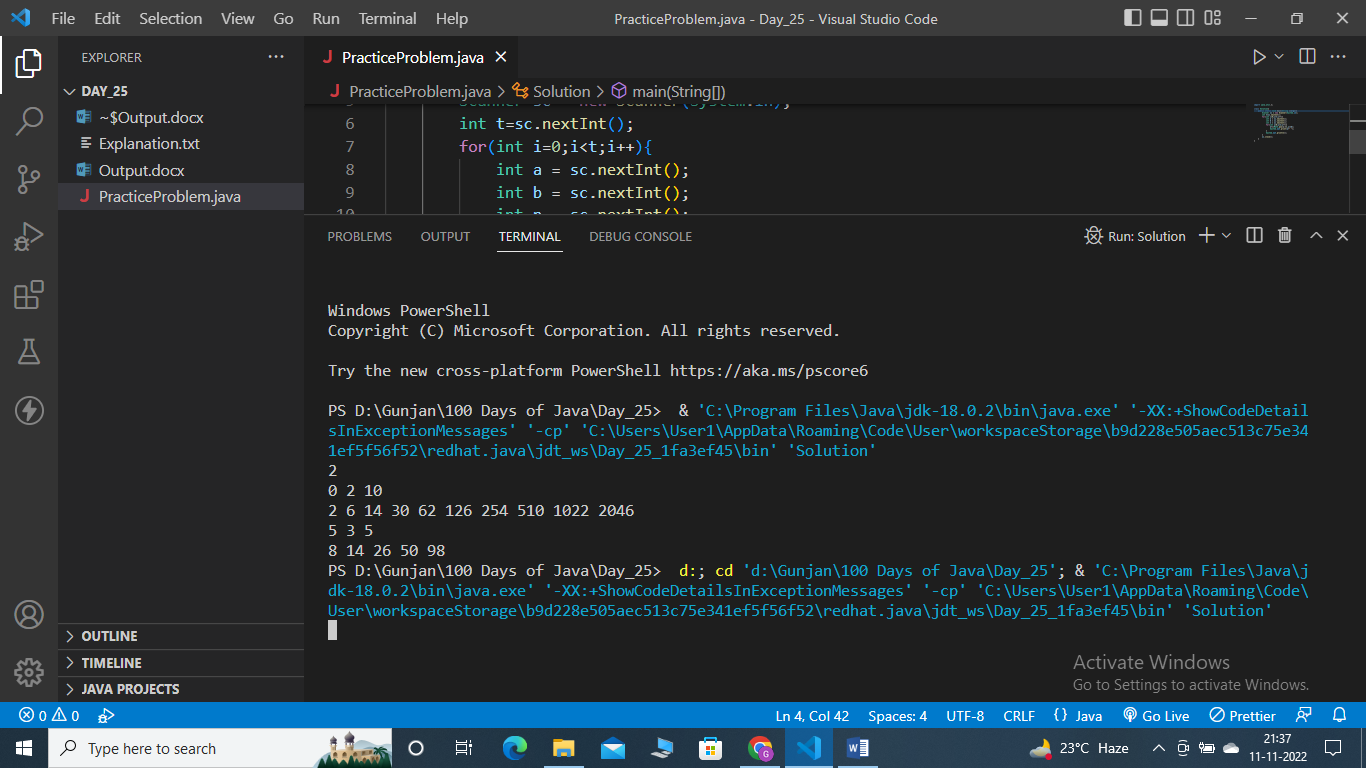 File Edit Selection View Go Run Terminal Help PracticeProblem.java - Day_25 - Visual Studio Code
EXPLORER
DAY_25
~$Output.docx
Explanation.txt
Output.docx
PracticeProblem.java
OUTLINE
TIMELINE
JAVA PROJECTS
PracticeProblem.java
PracticeProblem.java > Solution > main(String[])
6 int t=sc.nextInt();
7 for(int i=0;i<t;i++){
8 int a = sc.nextInt();
9 int b = sc.nextInt();
PROBLEMS OUTPUT TERMINAL DEBUG CONSOLE Run: Solution
Windows PowerShell
Copyright (C) Microsoft Corporation. All rights reserved.
Try the new cross-platform PowerShell https://aka.ms/pscore6
PS D:\Gunjan\100 Days of Java\Day_25>  & 'C:\Program Files\Java\jdk-18.0.2\bin\java.exe' '-XX:+ShowCodeDetail
sInExceptionMessages' '-cp' 'C:\Users\User1\AppData\Roaming\Code\User\workspaceStorage\b9d228e505aec513c75e34
1ef5f56f52\redhat.java\jdt_ws\Day_25_1fa3ef45\bin' 'Solution'
2
0 2 10
2 6 14 30 62 126 254 510 1022 2046
5 3 5
8 14 26 50 98
PS D:\Gunjan\100 Days of Java\Day_25>  d:; cd 'd:\Gunjan\100 Days of Java\Day_25'; & 'C:\Program Files\Java\j
dk-18.0.2\bin\java.exe' '-XX:+ShowCodeDetailsInExceptionMessages' '-cp' 'C:\Users\User1\AppData\Roaming\Code\
User\workspaceStorage\b9d228e505aec513c75e341ef5f56f52\redhat.java\jdt_ws\Day_25_1fa3ef45\bin' 'Solution'
Activate Windows
Go to Settings to activate Windows.
0 0 Ln 4, Col 42 Spaces: 4 UTF-8 CRLF {} Java Go Live Prettier
Type here to search 23°C Haze 21:37
11-11-2022